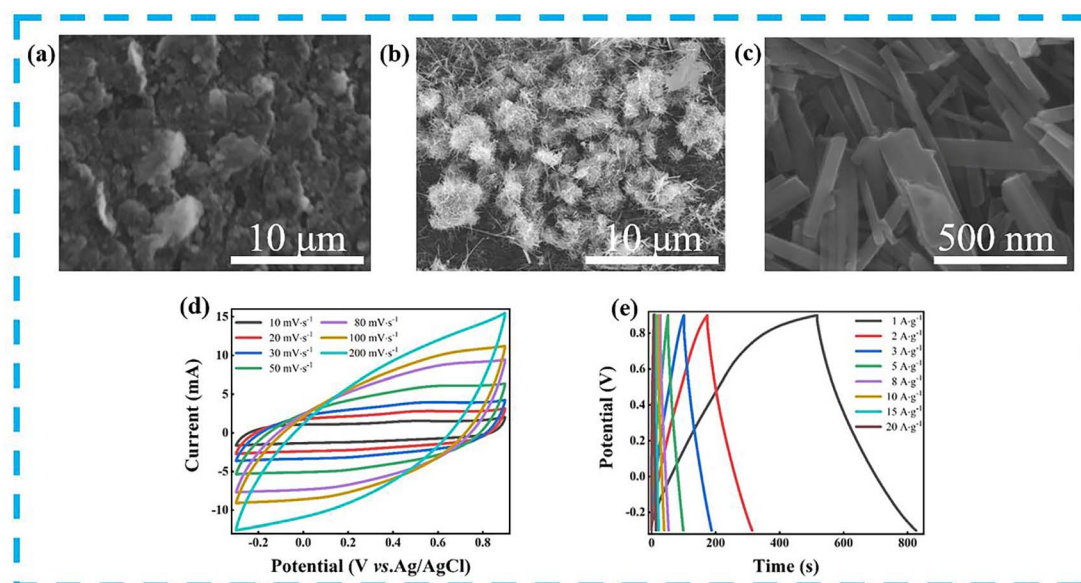 (a)
10 μm
(b)
10 μm
(c)
500 nm
(d)
10 mV·s⁻¹
20 mV·s⁻¹
30 mV·s⁻¹
50 mV·s⁻¹
80 mV·s⁻¹
100 mV·s⁻¹
200 mV·s⁻¹
15
10
5
0
-5
-10
Current (mA)
-0.2 0.0 0.2 0.4 0.6 0.8
Potential (V vs.Ag/AgCl)
(e)
1 A·g⁻¹
2 A·g⁻¹
3 A·g⁻¹
5 A·g⁻¹
8 A·g⁻¹
10 A·g⁻¹
15 A·g⁻¹
20 A·g⁻¹
0.8
0.4
0.0
-0.2
Potential (V)
0 200 400 600 800
Time (s)